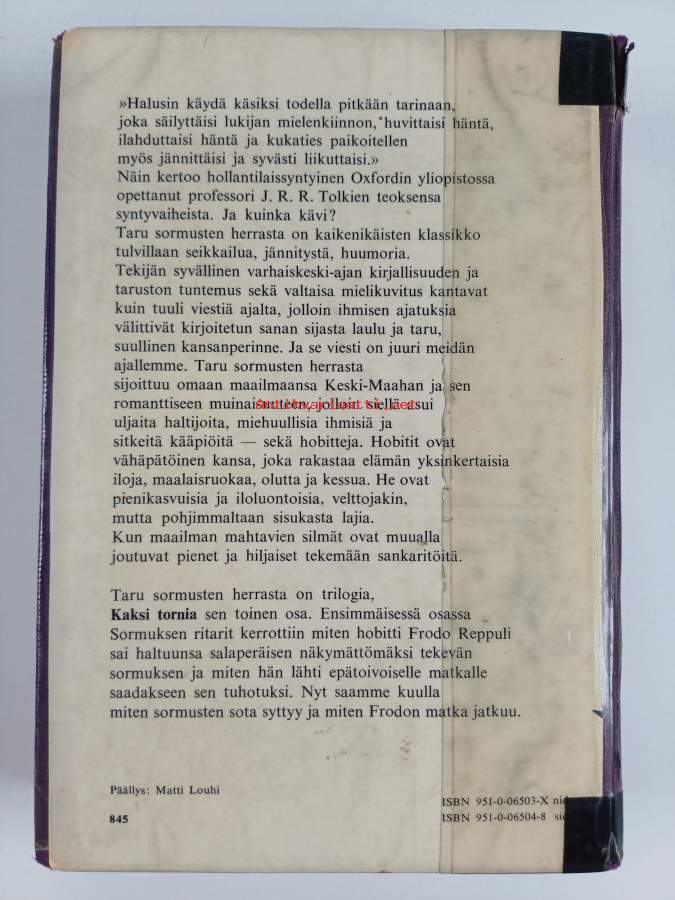 »Halusin käydä käsiksi todella pitkään tarinaan,
joka säilyttäisi lukijan mielenkiinnon, huvittaisi häntä,
ilahduttaisi häntä ja kukaties paikoitellen
myös jännittäisi ja syvästi liikuttaisi.»
Näin kertoo hollantilaissyntyinen Oxfordin yliopistossa
opettanut professori J. R. R. Tolkien teoksensa
syntyvaiheista. Ja kuinka kävi?
Taru sormusten herrasta on kaikenikäisten klassikko
tulvillaan seikkailua, jännitystä, huumoria.
Tekijän syvällinen varhaiskeski-ajan kirjallisuuden ja
taruston tuntemus sekä valtaisa mielikuvitus kantavat
kuin tuuli viestiä ajalta, jolloin ihmisen ajatuksia
välittivät kirjoitetun sanan sijasta laulu ja taru,
suullinen kansanperinne. Ja se viesti on juuri meidän
ajallemme. Taru sormusten herrasta
sijoittuu omaan maailmaansa Keski-Maahan ja sen
romanttiseen muinaisuuteen, jolloin siellä asui
uljaita haltijoita, miehuullisia ihmisiä ja
sitkeitä kääpiöitä — sekä hobitteja. Hobitit ovat
vähäpätöinen kansa, joka rakastaa elämän yksinkertaisia
iloja, maalaisruokaa, olutta ja kessua. He ovat
pienikasvuisia ja iloluontoisia, velttojakin,
mutta pohjimmaltaan sisukasta lajia.
Kun maailman mahtavien silmät ovat muualla
joutuvat pienet ja hiljaiset tekemään sankaritöitä.
Taru sormusten herrasta on trilogia,
Kaksi tornia sen toinen osa. Ensimmäisessä osassa
Sormuksen ritarit kerrottiin miten hobitti Frodo Reppuli
sai haltuunsa salaperäisen näkymättömäksi tekevän
sormuksen ja miten hän lähti epätoivoiselle matkalle
saadakseen sen tuhotuksi. Nyt saamme kuulla
miten sormusten sota syttyy ja miten Frodon matka jatkuu.
Päällys: Matti Louhi
845
ISBN 951-0-06503-X nid
ISBN 951-0-06504-8 sid